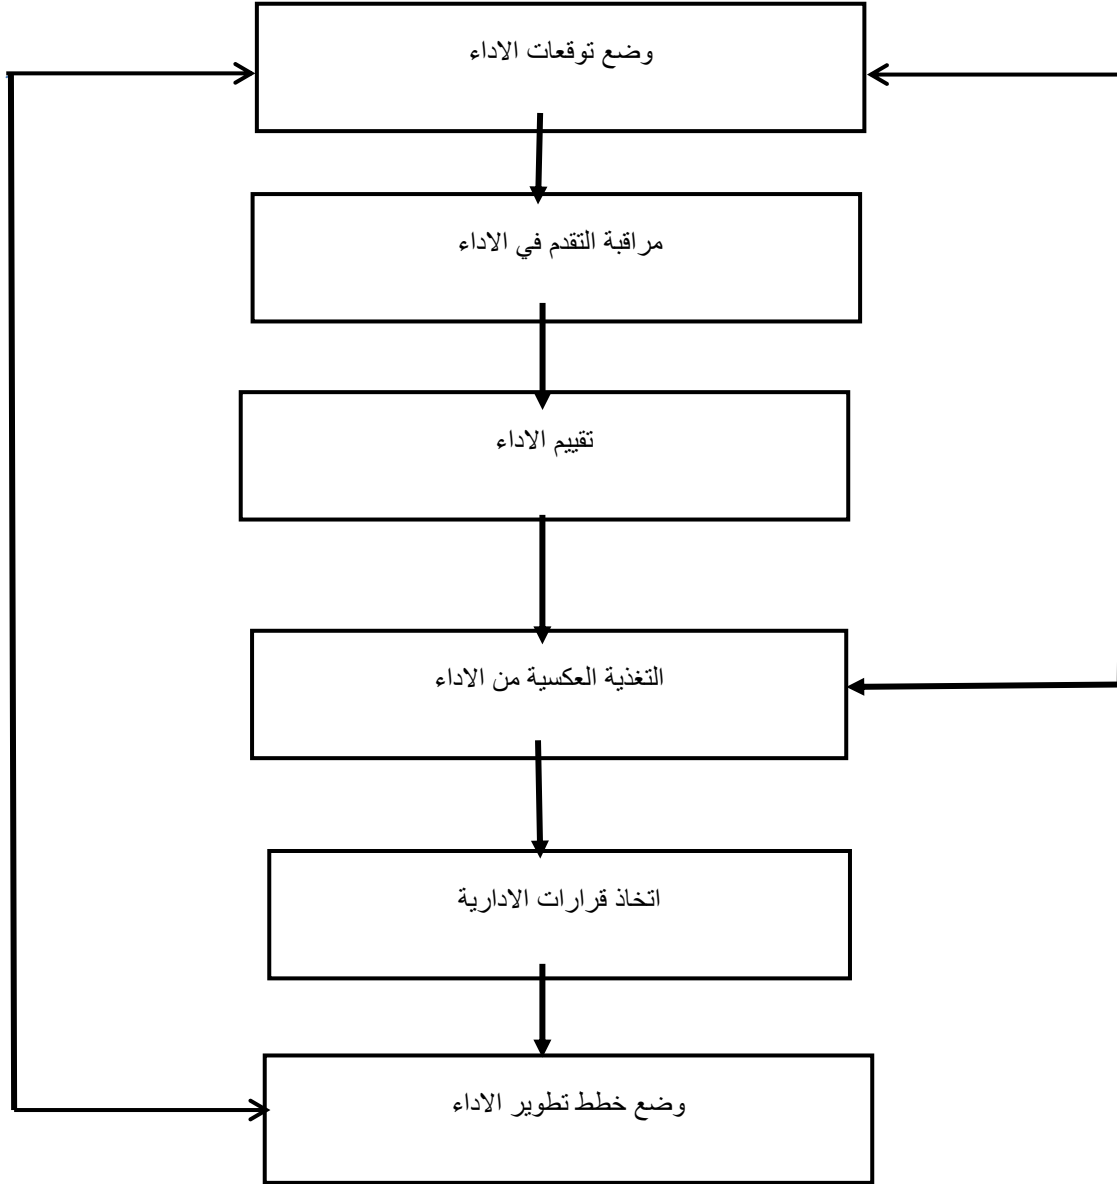 وضع توقعات الاداء
مراقبة التقدم في الاداء
تقييم الاداء
التغذية العكسية من الاداء
اتخاذ قرارات الادارية
وضع خطط تطوير الاداء